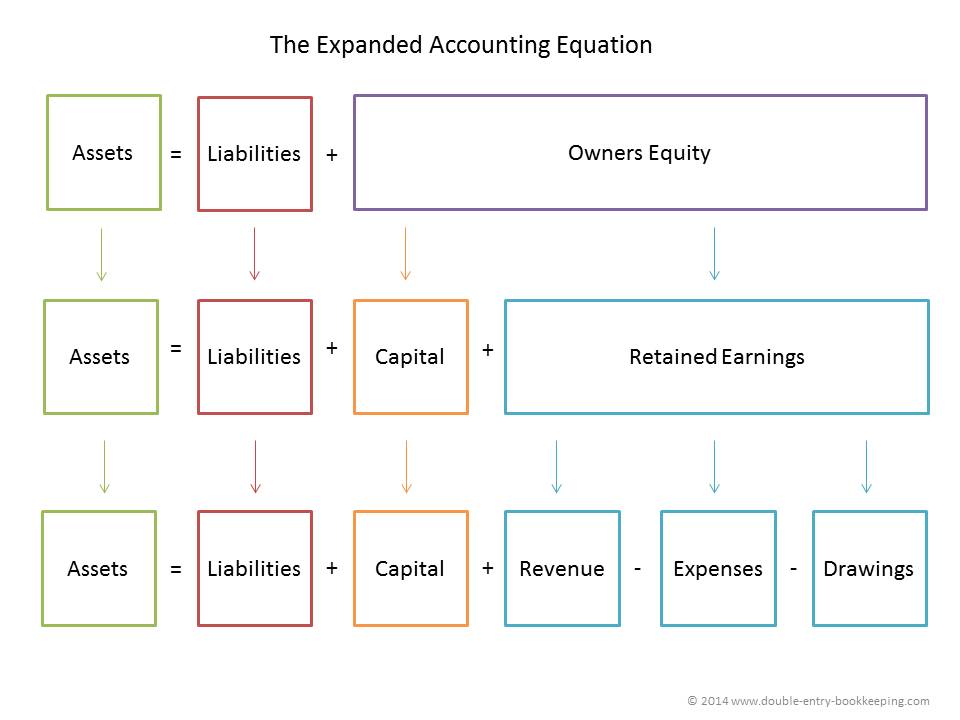 The Expanded Accounting Equation
Assets = Liabilities + Owners Equity
Assets = Liabilities + Capital + Retained Earnings
Assets = Liabilities + Capital + Revenue - Expenses - Drawings
© 2014 www.double-entry-bookkeeping.com